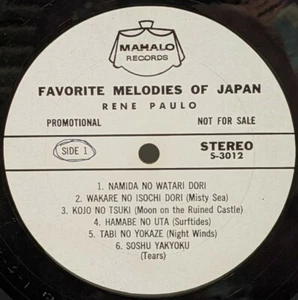 MAHALO
RECORDS
FAVORITE MELODIES OF JAPAN
RENE PAULO
PROMOTIONAL NOT FOR SALE
SIDE 1
STEREO
S-3012
1. NAMIDA NO WATARI DORI
2. WAKARE NO ISOCHI DORI (Misty Sea)
3. KOJO NO TSUKI (Moon on the Ruined Castle)
4. HAMABE NO UTA (Surftides)
5. TABI NO YOKAZE (Night Winds)
6. SOSHU YAKYOKU
(Tears)